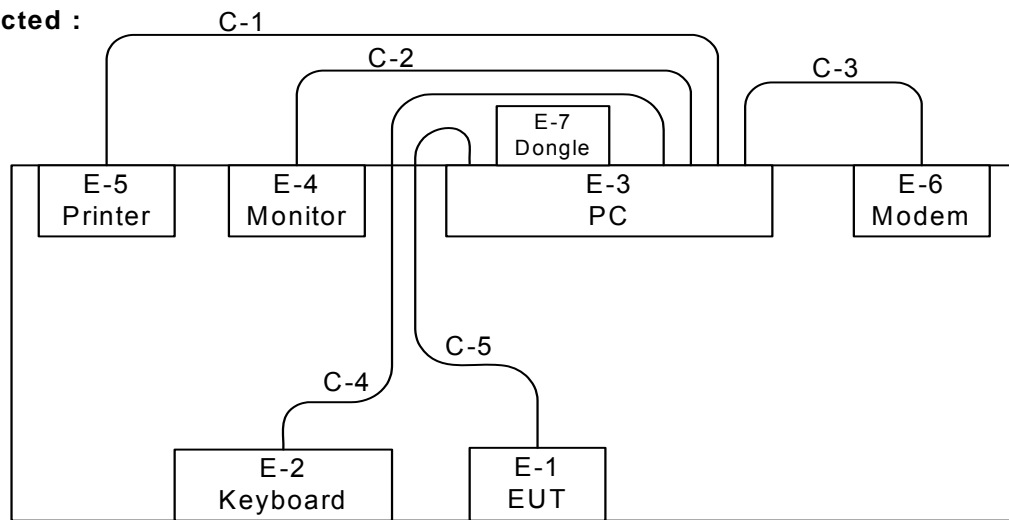 cted :
C-1
C-2
C-3
E-7
Dongle
E-5
Printer
E-4
Monitor
E-3
PC
E-6
Modem
C-5
C-4
E-2
Keyboard
E-1
EUT